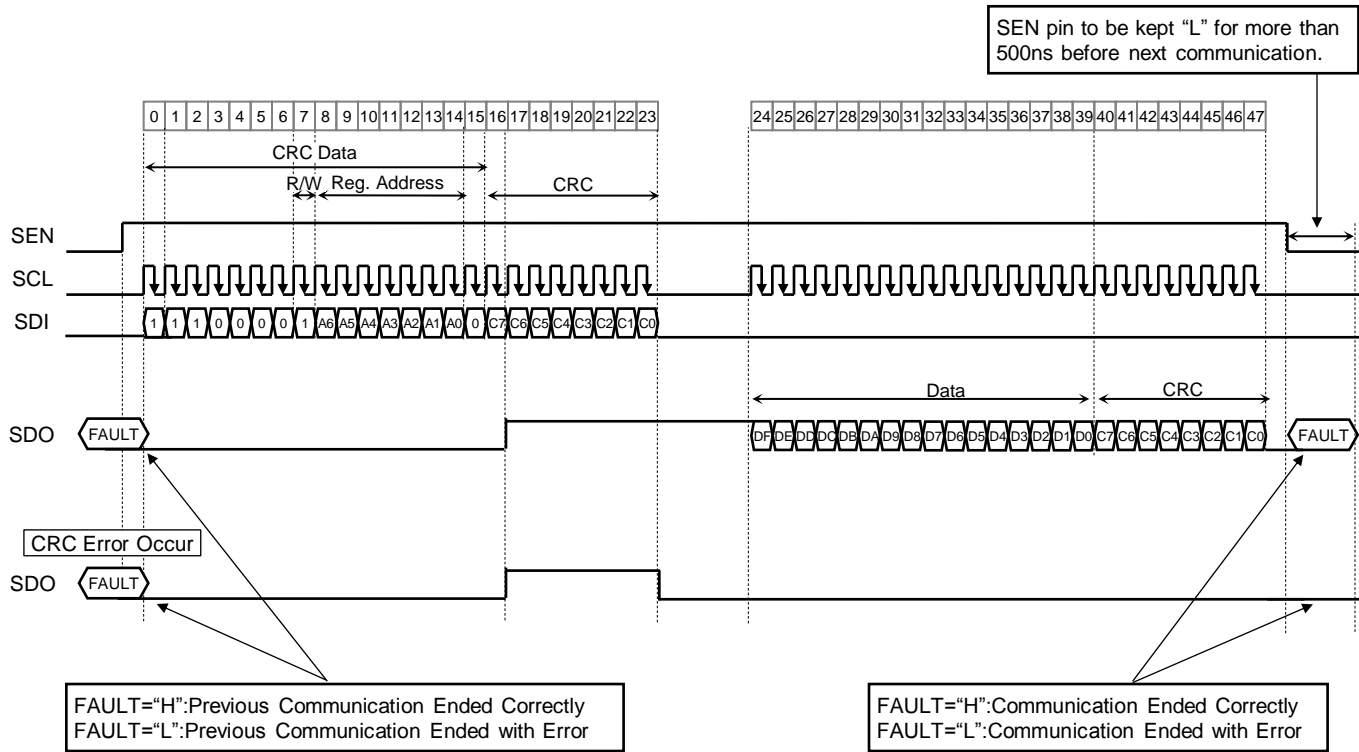 SEN pin to be kept “L” for more than
500ns before next communication.
0 1 2 3 4 5 6 7 8 9 10 11 12 13 14 15 16 17 18 19 20 21 22 23
24 25 26 27 28 29 30 31 32 33 34 35 36 37 38 39 40 41 42 43 44 45 46 47
CRC Data
R/W Reg. Address
CRC
SEN
SCL
SDI 1 1 1 0 0 0 0 1 A6 A5 A4 A3 A2 A1 A0 0 C7 C6 C5 C4 C3 C2 C1 C0
Data
CRC
SDO FAULT
DF DE DD DC DB DA D9 D8 D7 D6 D5 D4 D3 D2 D1 D0 C7 C6 C5 C4 C3 C2 C1 C0
FAULT
CRC Error Occur
SDO FAULT
FAULT=“H”:Previous Communication Ended Correctly
FAULT=“L”:Previous Communication Ended with Error
FAULT=“H”:Communication Ended Correctly
FAULT=“L”:Communication Ended with Error